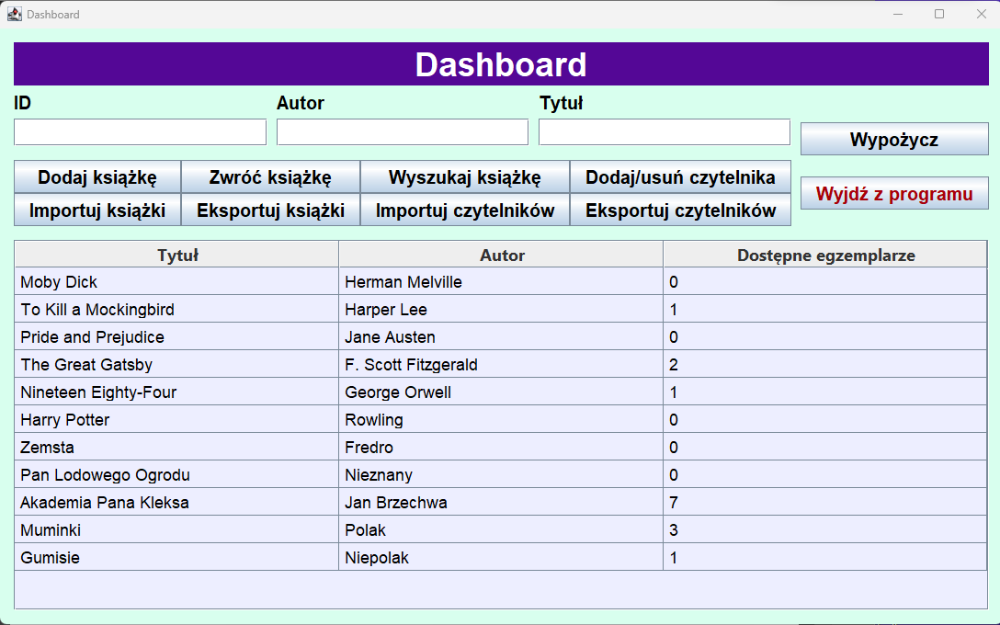 Dashboard
Dashboard
ID Autor Tytuł
Wypożycz
Dodaj książkę Zwróć książkę Wyszukaj książkę Dodaj/usuń czytelnika
Wyjdź z programu
Importuj książki Eksportuj książki Importuj czytelników Eksportuj czytelników
Tytuł Autor Dostępne egzemplarze
Moby Dick Herman Melville 0
To Kill a Mockingbird Harper Lee 1
Pride and Prejudice Jane Austen 0
The Great Gatsby F. Scott Fitzgerald 2
Nineteen Eighty-Four George Orwell 1
Harry Potter Rowling 0
Zemsta Fredro 0
Pan Lodowego Ogrodu Nieznany 0
Akademia Pana Kleksa Jan Brzechwa 7
Muminki Polak 3
Gumisie Niepolak 1